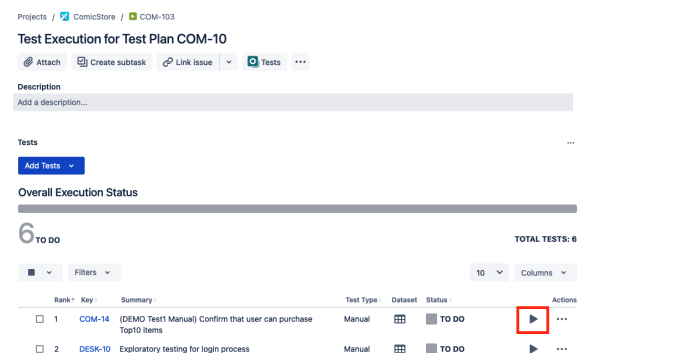 Projects / ComicStore / COM-103
Test Execution for Test Plan COM-10
Attach Create subtask Link issue Tests ...
Description
Add a description...
Tests ...
Add Tests
Overall Execution Status
6 TO DO TOTAL TESTS: 6
Filters 10 Columns
Rank Key Summary Test Type Dataset Status Actions
1 COM-14 (DEMO Test1 Manual) Confirm that user can purchase Manual TO DO ...
Top10 items
2 DESK-10 Exploratory testing for login process Manual TO DO ...